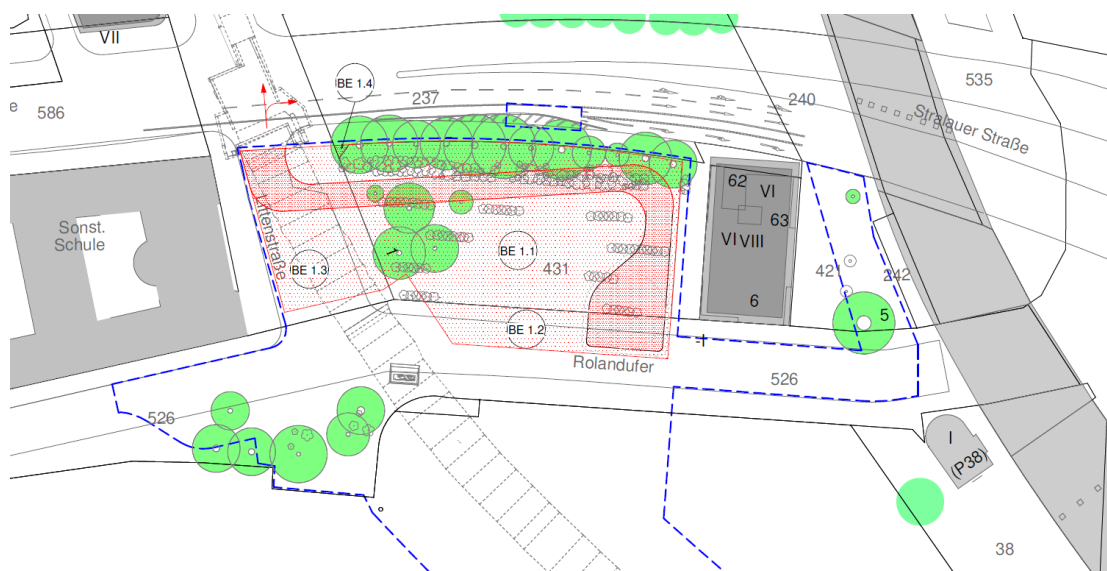 VII
586
237
BE 1.4
240
535
Stralauer Straße
Sonst.
Schule
BE 1.3
BE 1.1
431
BE 1.2
62
VI
63
VI VIII
6
421
242
5
Rolandufer
526
526
I
(P38)
38